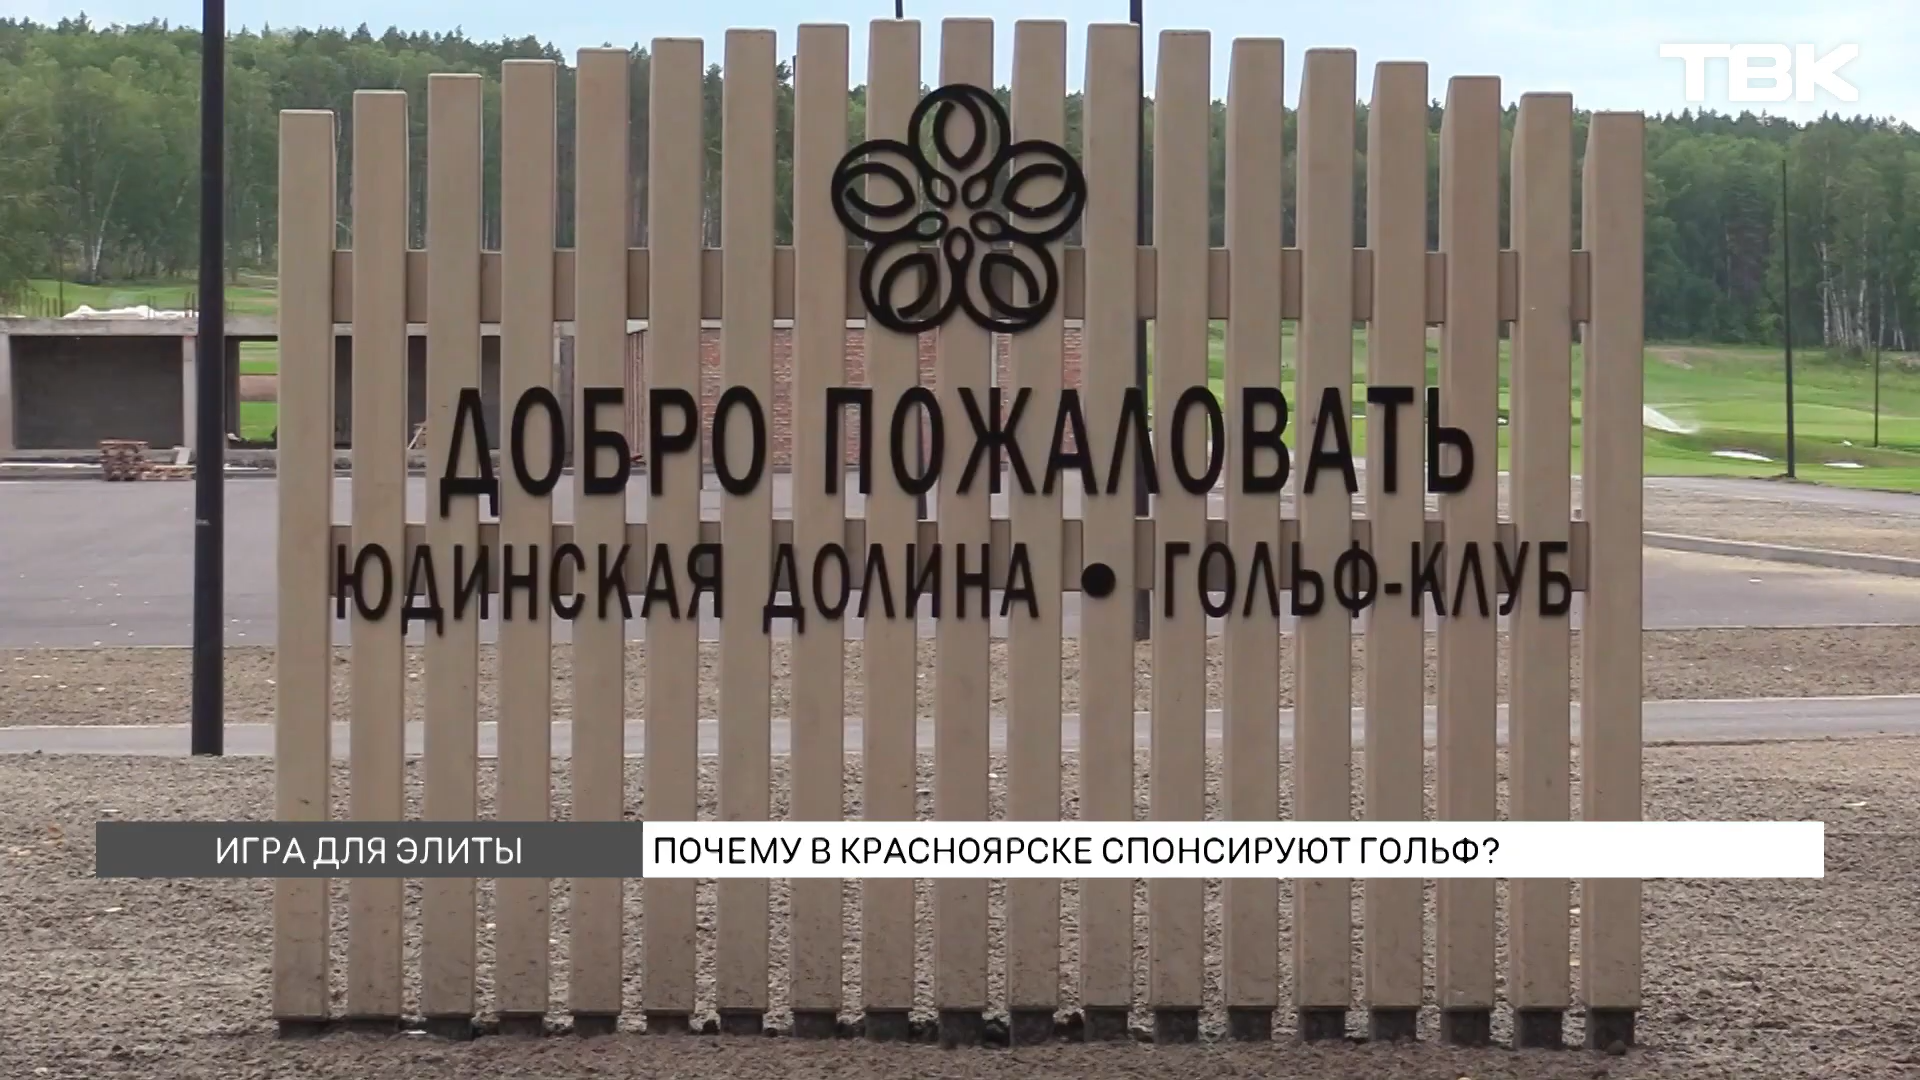 ТВК
ДОБРО ПОЖАЛОВАТЬ
ЮДИНСКАЯ ДОЛИНА • ГОЛЬФ-КЛУБ
ИГРА ДЛЯ ЭЛИТЫ
ПОЧЕМУ В КРАСНОЯРСКЕ СПОНСИРУЮТ ГОЛЬФ?